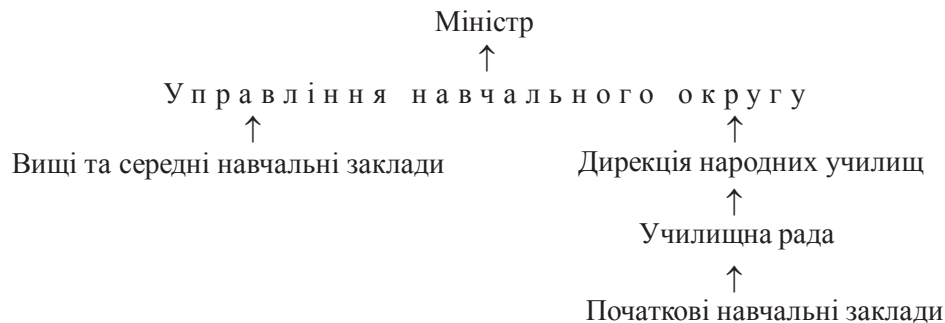 Міністр
↑
Управління навчального округу
↑ ↑
Вищі та середні навчальні заклади Дирекція народних училищ
↑
Училищна рада
↑
Початкові навчальні заклади